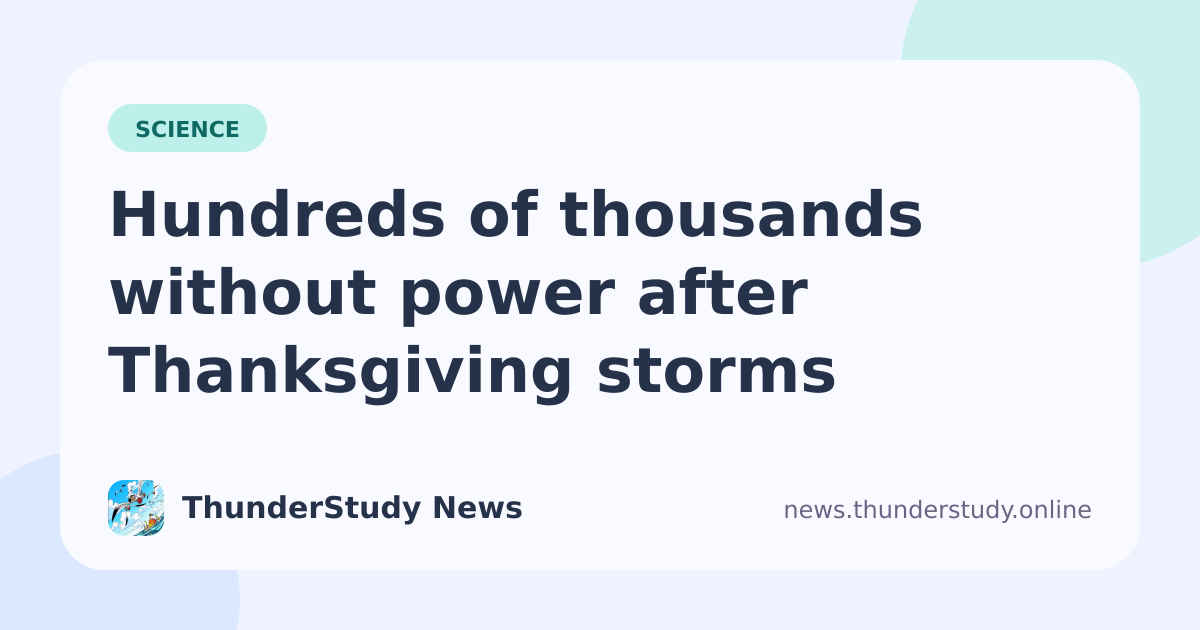 SCIENCE
Hundreds of thousands
without power after
Thanksgiving storms
ThunderStudy News
news.thunderstudy.online